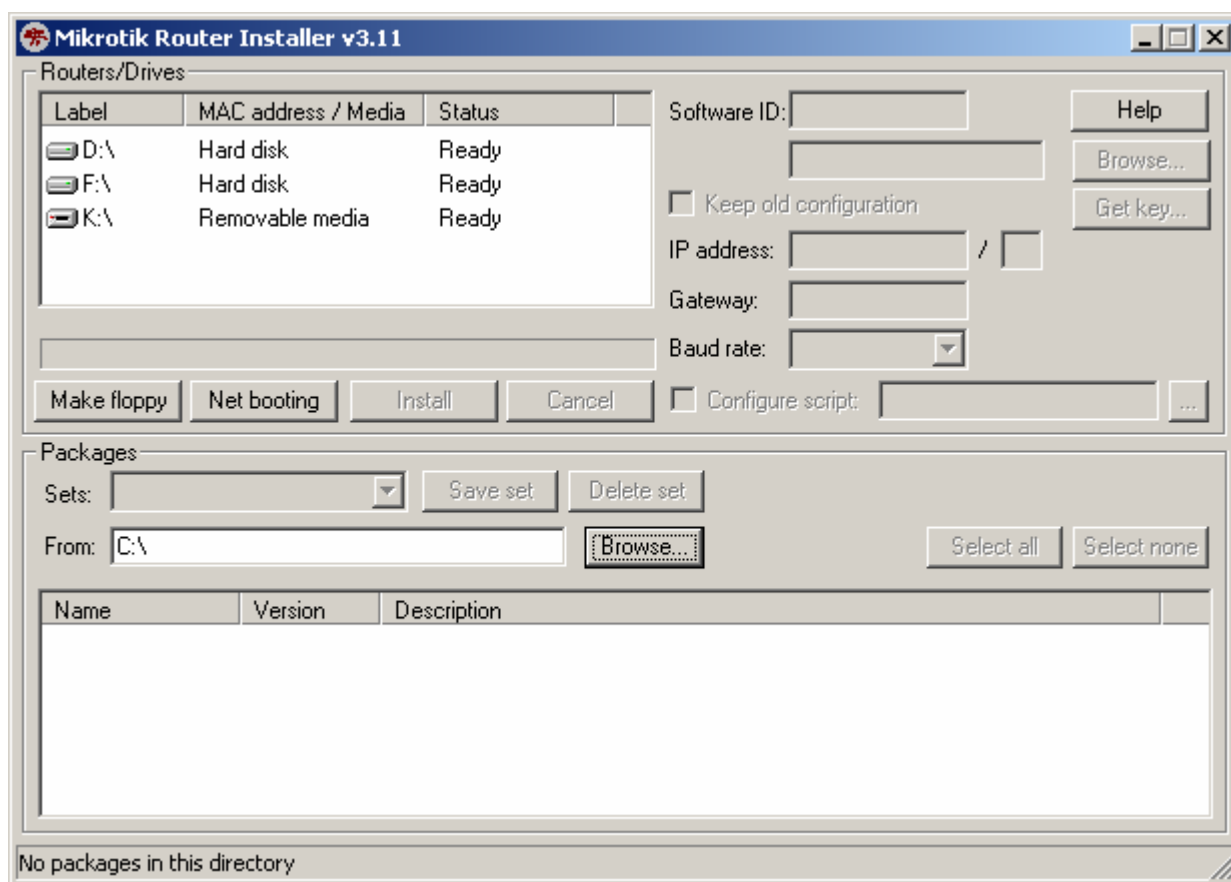 Mikrotik Router Installer v3.11
Routers/Drives
Label MAC address / Media Status
D:\ Hard disk Ready
F:\ Hard disk Ready
K:\ Removable media Ready
Software ID:
Help
Browse...
Keep old configuration
Get key...
IP address: /
Gateway:
Baud rate:
Make floppy Net booting Install Cancel
Configure script: ...
Packages
Sets: Save set Delete set
From: C:\ Browse... Select all Select none
Name Version Description
No packages in this directory